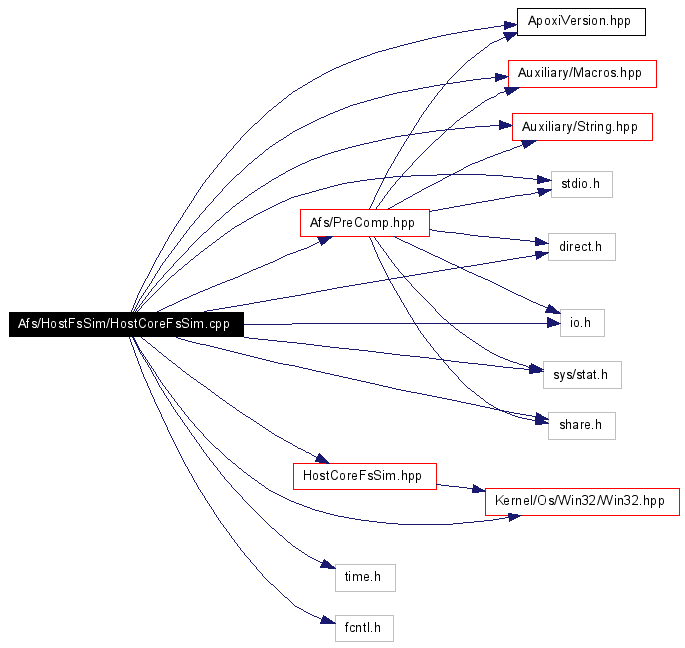 ApoxiVersion.hpp
Auxiliary/Macros.hpp
Auxiliary/String.hpp
stdio.h
Afs/PreComp.hpp
direct.h
Afs/HostFsSim/HostCoreFsSim.cpp
io.h
sys/stat.h
share.h
HostCoreFsSim.hpp
Kernel/Os/Win32/Win32.hpp
time.h
fcntl.h